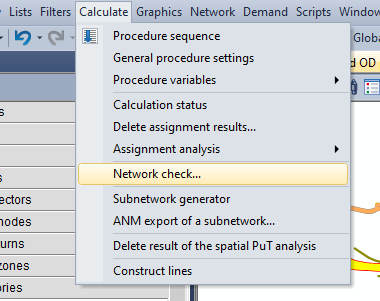 Lists Filters Calculate Graphics Network Demand Scripts Window
Procedure sequence
Globa
General procedure settings
d OD
Procedure variables
Calculation status
Delete assignment results...
Assignment analysis
Network check...
Subnetwork generator
ectors
ANM export of a subnetwork...
nodes
urns
Delete result of the spatial PuT analysis
zones
Construct lines
ories